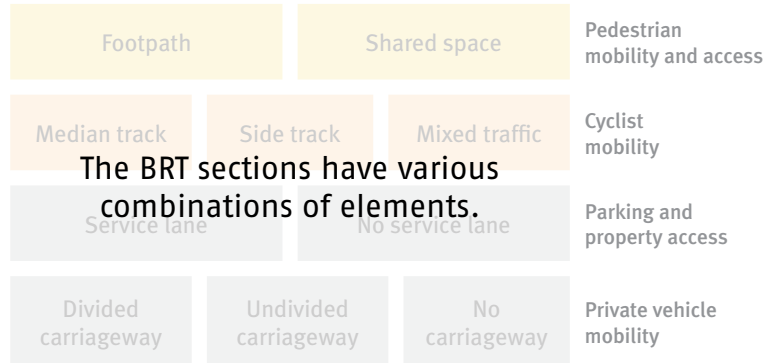 Footpath
Shared space
Pedestrian
mobility and access
Median track
Side track
Mixed traffic
Cyclist
mobility
The BRT sections have various
combinations of elements.
Service lane
No service lane
Parking and
property access
Divided
carriageway
Undivided
carriageway
No
carriageway
Private vehicle
mobility